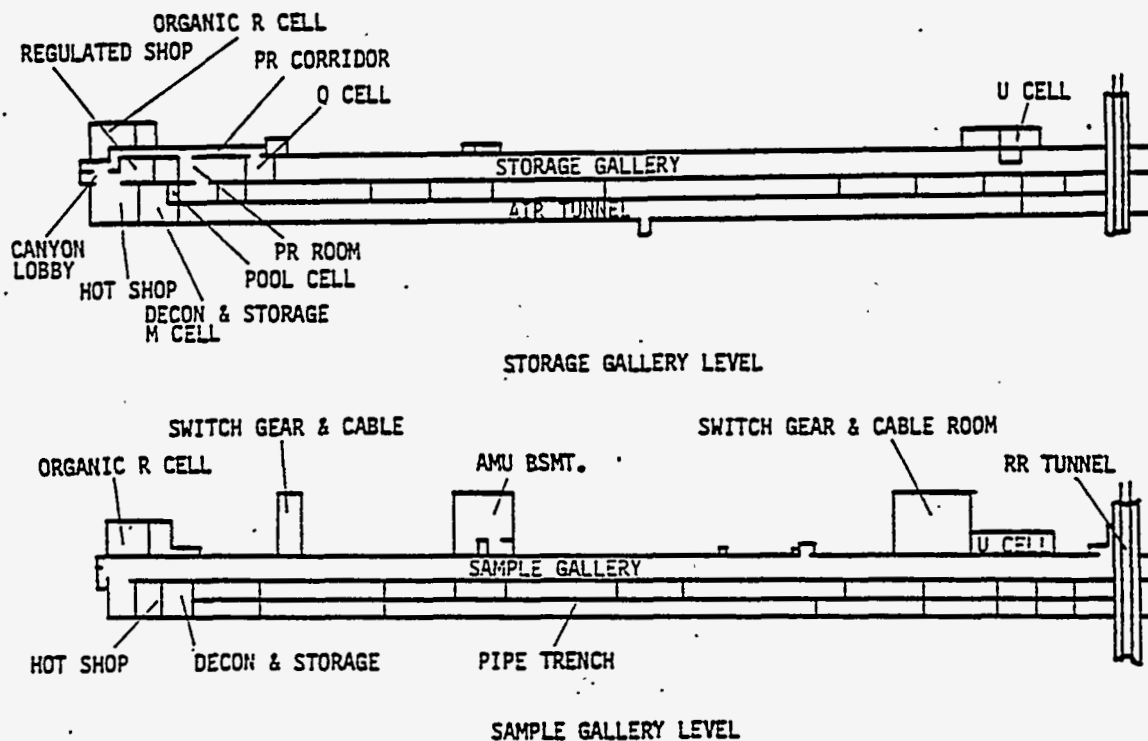 ORGANIC R CELL
REGULATED SHOP
PR CORRIDOR
Q CELL
U CELL
STORAGE GALLERY
AIR TUNNEL
CANYON
LOBBY
PR ROOM
POOL CELL
HOT SHOP
DECON & STORAGE
M CELL
STORAGE GALLERY LEVEL
SWITCH GEAR & CABLE
SWITCH GEAR & CABLE ROOM
ORGANIC R CELL
AMU BSMT.
RR TUNNEL
U CELL
SAMPLE GALLERY
HOT SHOP
DECON & STORAGE
PIPE TRENCH
SAMPLE GALLERY LEVEL